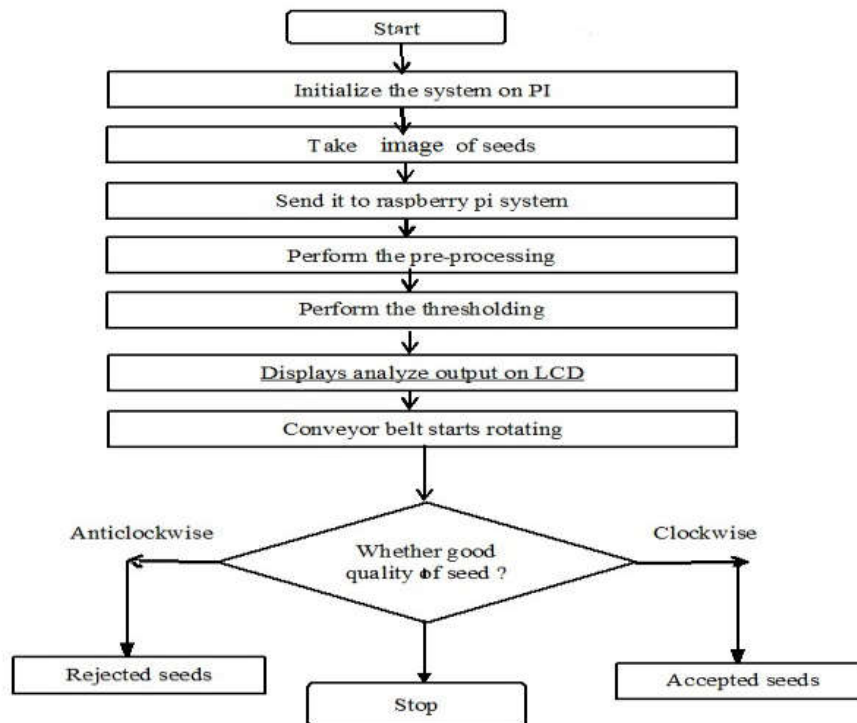 Start
Initialize the system on PI
Take image of seeds
Send it to raspberry pi system
Perform the pre-processing
Perform the thresholding
Displays analyze output on LCD
Conveyor belt starts rotating
Anticlockwise
Clockwise
Whether good
quality of seed ?
Rejected seeds
Accepted seeds
Stop